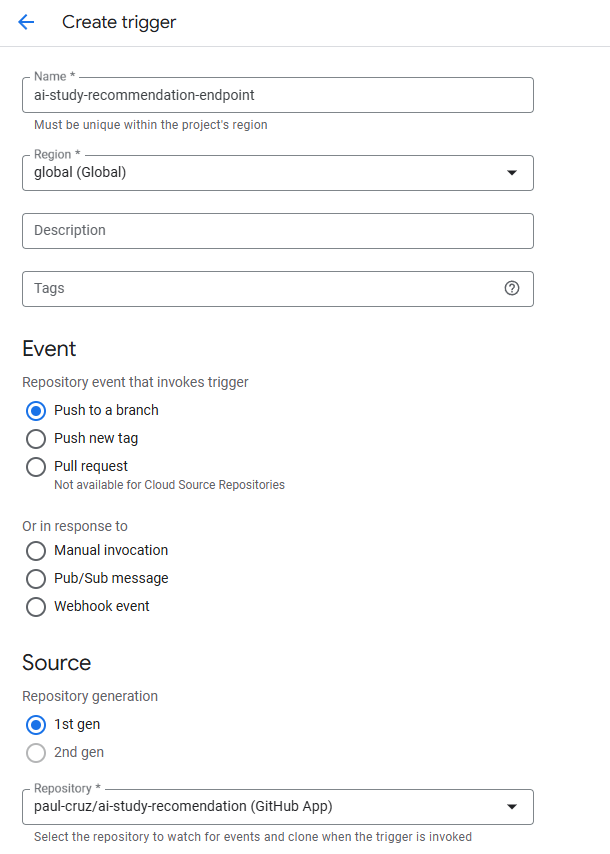 Create trigger
Name *
ai-study-recommendation-endpoint
Must be unique within the project's region
Region *
global (Global)
Description
Tags
Event
Repository event that invokes trigger
Push to a branch
Push new tag
Pull request
Not available for Cloud Source Repositories
Or in response to
Manual invocation
Pub/Sub message
Webhook event
Source
Repository generation
1st gen
2nd gen
Repository *
paul-cruz/ai-study-recomendation (GitHub App)
Select the repository to watch for events and clone when the trigger is invoked